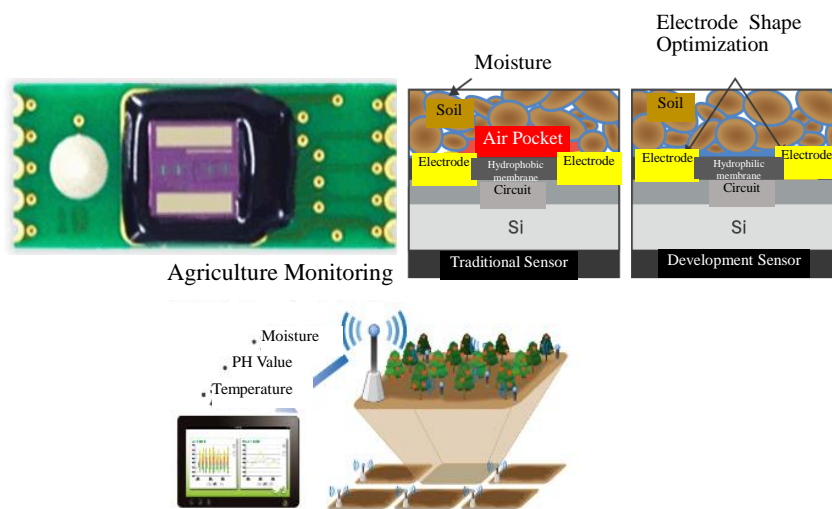 Moisture
Soil
Air Pocket
Electrode
Hydrophobic
membrane
Electrode
Circuit
Si
Traditional Sensor
Electrode Shape
Optimization
Soil
Electrode
Hydrophilic
membrane
Electrode
Circuit
Si
Development Sensor
Agriculture Monitoring
• Moisture
• PH Value
• Temperature